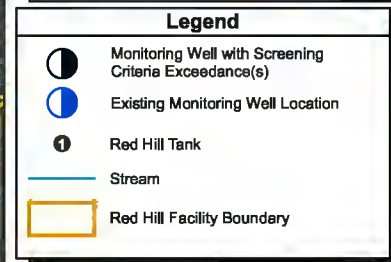 Legend
Monitoring Well with Screening
Criteria Exceedance(s)
Existing Monitoring Well Location
1
Red Hill Tank
Stream
Red Hill Facility Boundary